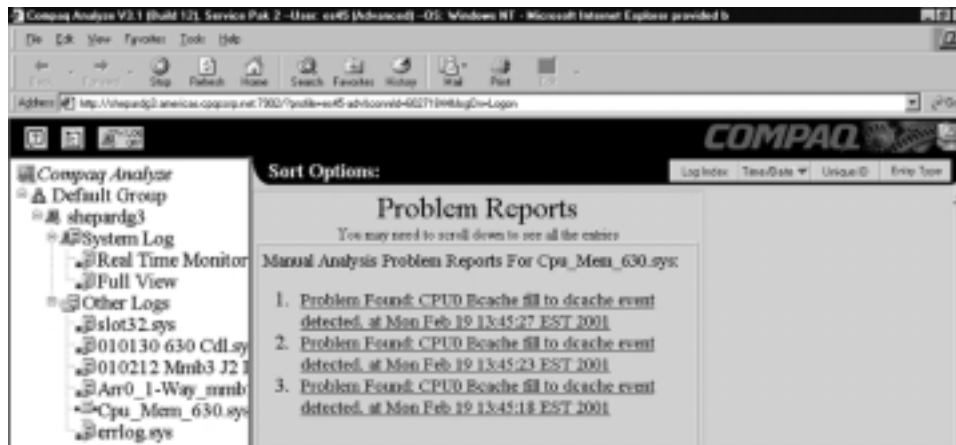 Compaq Analyze V3.1 (Build 12), Service Pak 2 --User: es45 (Advanced) --OS: Windows NT - Microsoft Internet Explorer provided b
File Edit View Favorites Tools Help
Back Forward Stop Refresh Home Search Favorites History Mail Print Edit
Address
COMPAQ
Compaq Analyze
Default Group
shepardg3
System Log
Real Time Monitor
Full View
Other Logs
slot32.sys
010130 630 Cdl.sy
010212 Mmb3 J2
Arr0_1-Way_mmb
Cpu_Mem_630.sy
errlog.sys
Sort Options:
Log Index Time/Date Unique ID Entry Type
Problem Reports
You may need to scroll down to see all the entries
Manual Analysis Problem Reports For Cpu_Mem_630.sys:
1. Problem Found: CPU0 Bcache fill to dcache event
detected. at Mon Feb 19 13:45:27 EST 2001
2. Problem Found: CPU0 Bcache fill to dcache event
detected. at Mon Feb 19 13:45:23 EST 2001
3. Problem Found: CPU0 Bcache fill to dcache event
detected. at Mon Feb 19 13:45:18 EST 2001